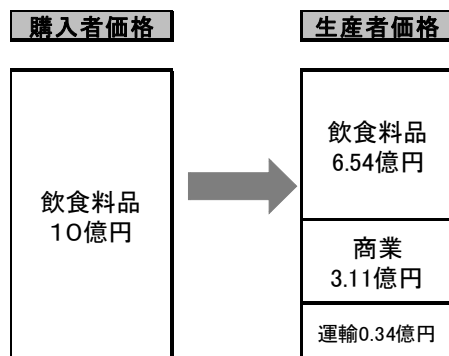 購入者価格
生産者価格
飲食料品
10億円
飲食料品
6.54億円
商業
3.11億円
運輸0.34億円